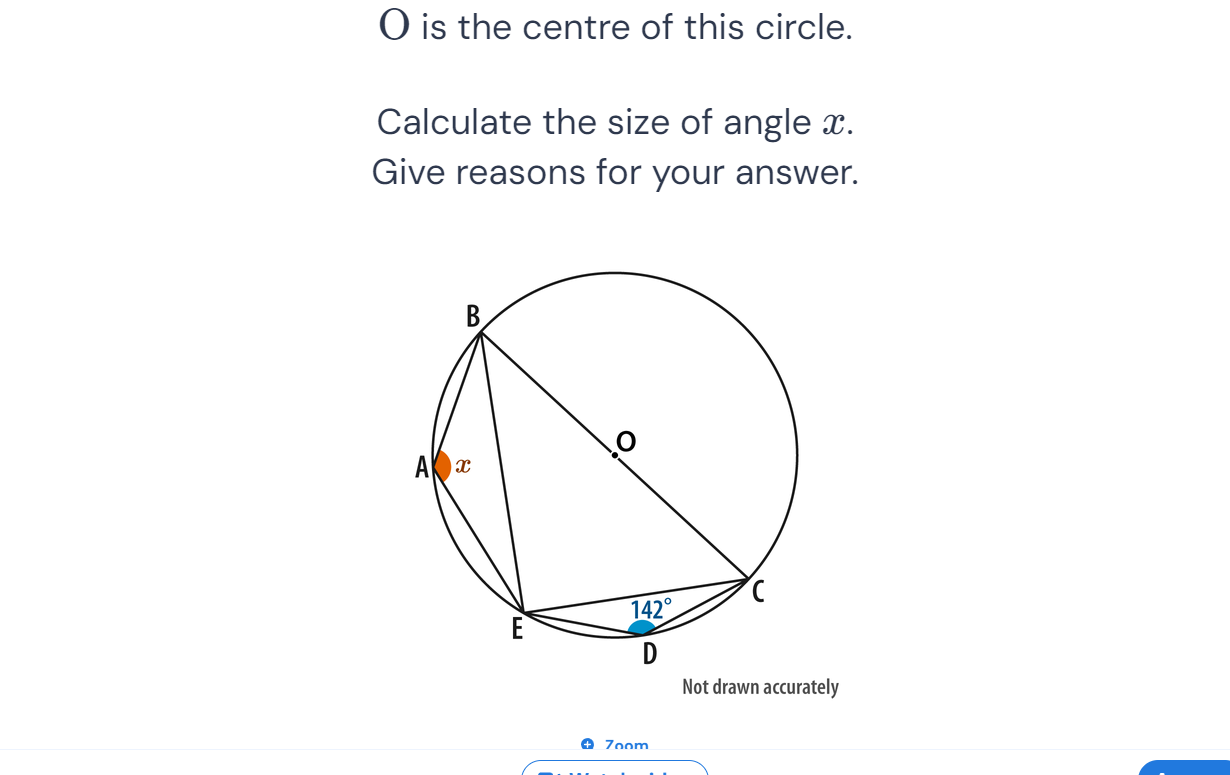 O is the centre of this circle.
Calculate the size of angle x.
Give reasons for your answer.
B
O
A
x
C
142°
E
D
Not drawn accurately
Zoom